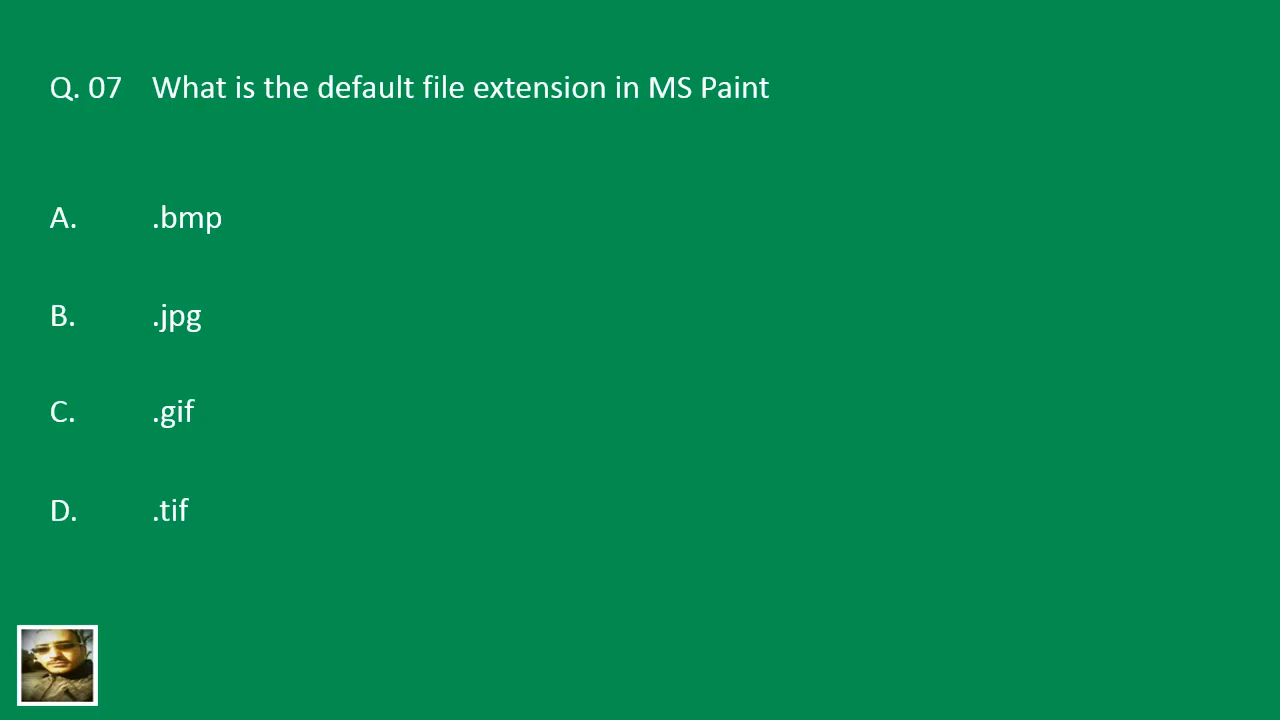 Q. 07 What is the default file extension in MS Paint
A. .bmp
B. .jpg
C. .gif
D. .tif